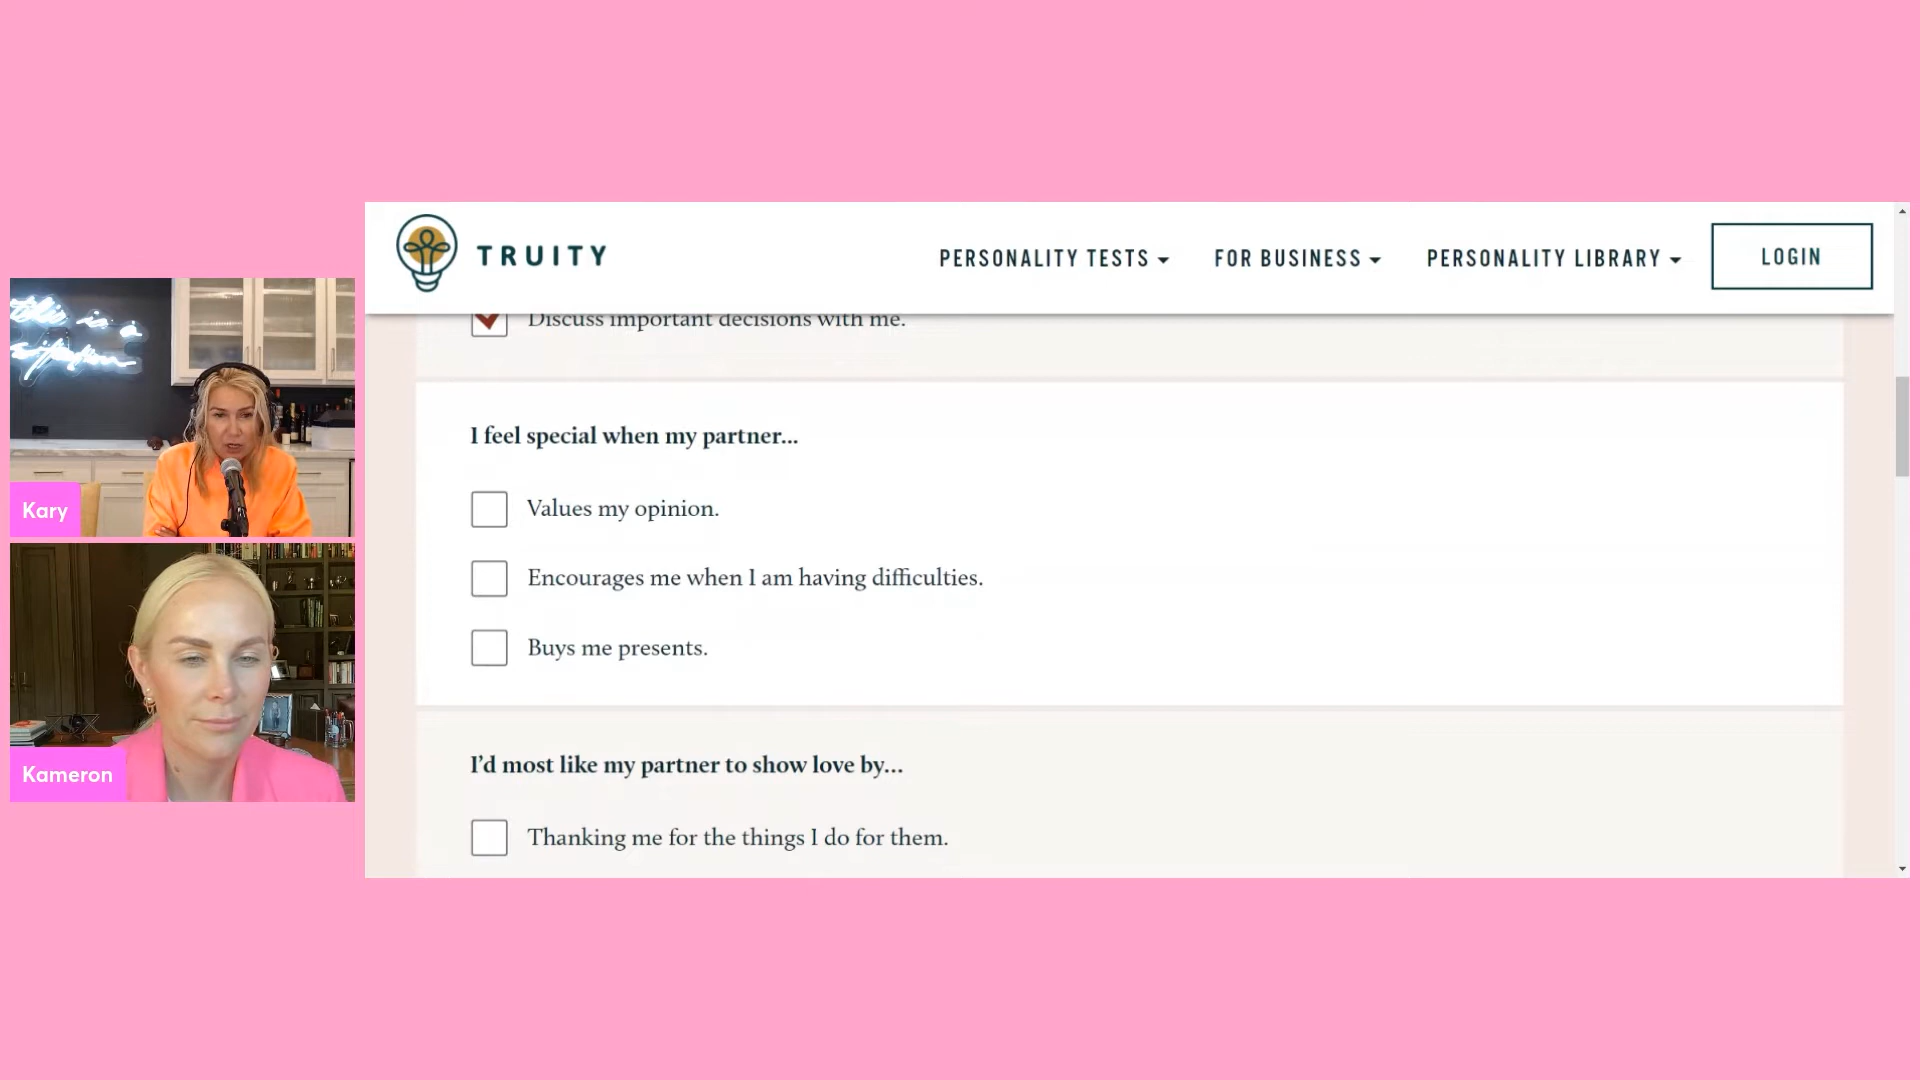 TRUITY
PERSONALITY TESTS
FOR BUSINESS
PERSONALITY LIBRARY
LOGIN
Discuss important decisions with me.
I feel special when my partner...
Values my opinion.
Encourages me when I am having difficulties.
Buys me presents.
I'd most like my partner to show love by...
Thanking me for the things I do for them.
Kary
Kameron